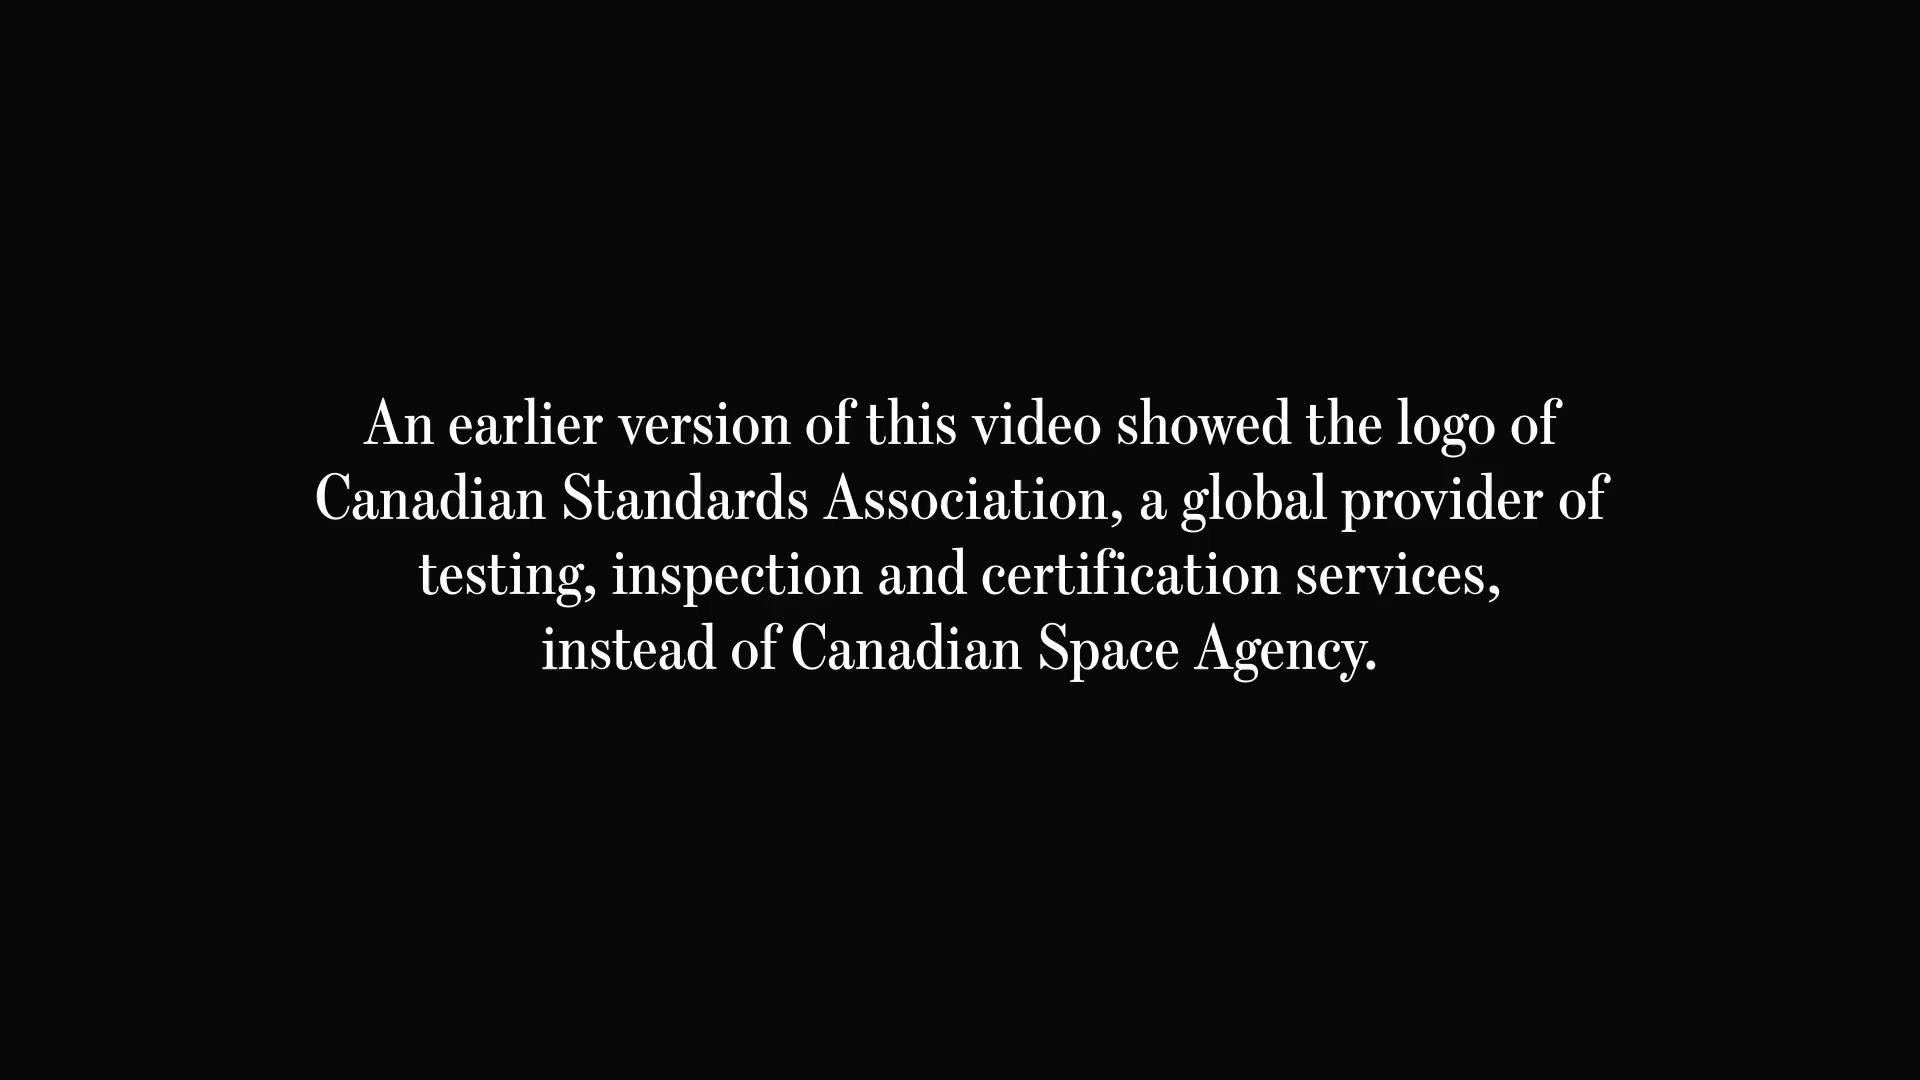 An earlier version of this video showed the logo of
Canadian Standards Association, a global provider of
testing, inspection and certification services,
instead of Canadian Space Agency.